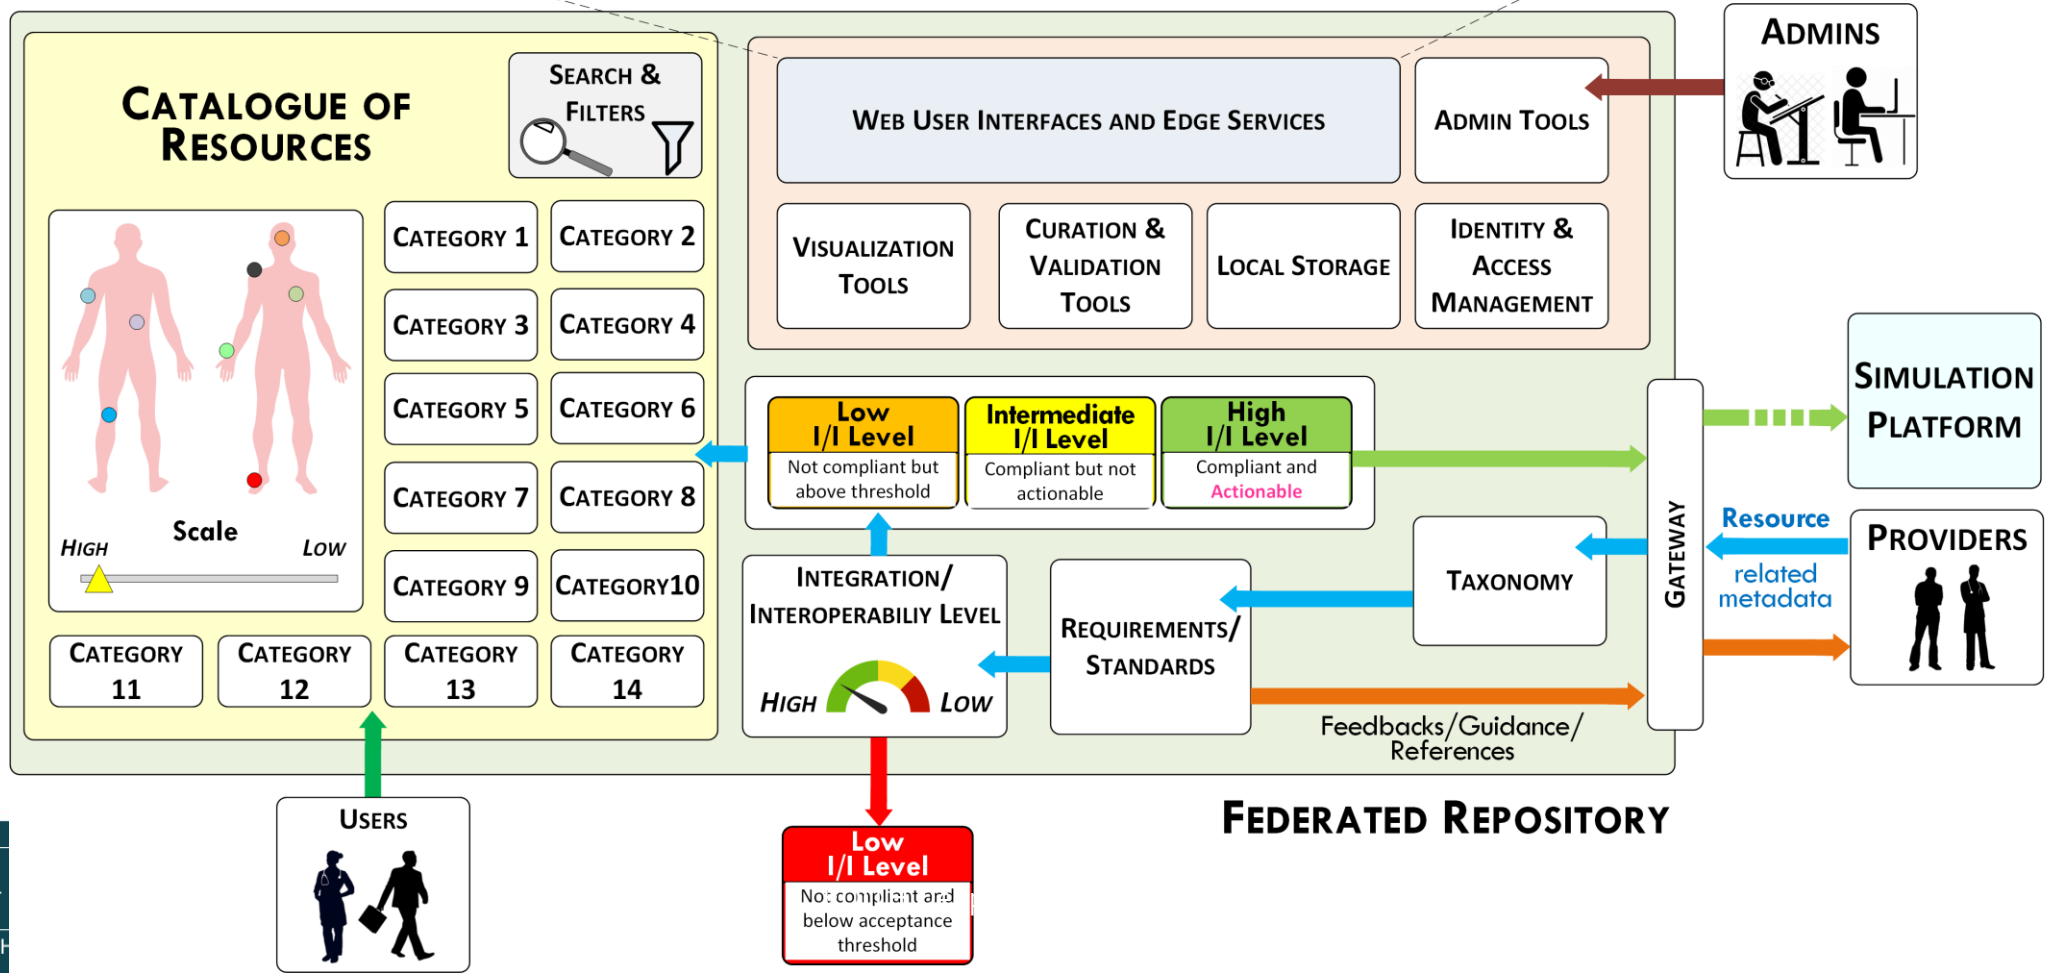 CATALOGUE OF
RESOURCES
SEARCH &
FILTERS
Scale
HIGH
LOW
CATEGORY 1
CATEGORY 2
CATEGORY 3
CATEGORY 4
CATEGORY 5
CATEGORY 6
CATEGORY 7
CATEGORY 8
CATEGORY 9
CATEGORY10
CATEGORY
11
CATEGORY
12
CATEGORY
13
CATEGORY
14
WEB USER INTERFACES AND EDGE SERVICES
ADMIN TOOLS
VISUALIZATION
TOOLS
CURATION &
VALIDATION
TOOLS
LOCAL STORAGE
IDENTITY &
ACCESS
MANAGEMENT
ADMINS
Low
I/I Level
Not compliant but
above threshold
Intermediate
I/I Level
Compliant but not
actionable
High
I/I Level
Compliant and
Actionable
INTEGRATION/
INTEROPERABILIY LEVEL
HIGH
LOW
REQUIREMENTS/
STANDARDS
TAXONOMY
GATEWAY
Feedbacks/Guidance/
References
SIMULATION
PLATFORM
Resource
related
metadata
PROVIDERS
USERS
Low
I/I Level
Not compliant and
below acceptance
threshold
FEDERATED REPOSITORY
H